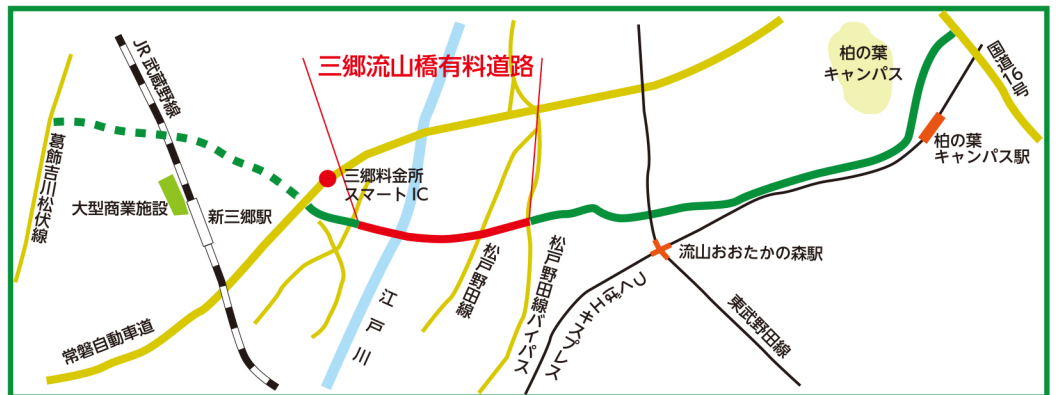 JR 武蔵野線
三郷流山橋有料道路
柏の葉
キャンパス
国道16号
葛飾吉川松伏線
三郷料金所
スマート IC
柏の葉
キャンパス駅
大型商業施設
新三郷駅
松戸野田線
松戸野田線バイパス
流山おおたかの森駅
江戸川
つくばエキスプレス
東武野田線
常磐自動車道